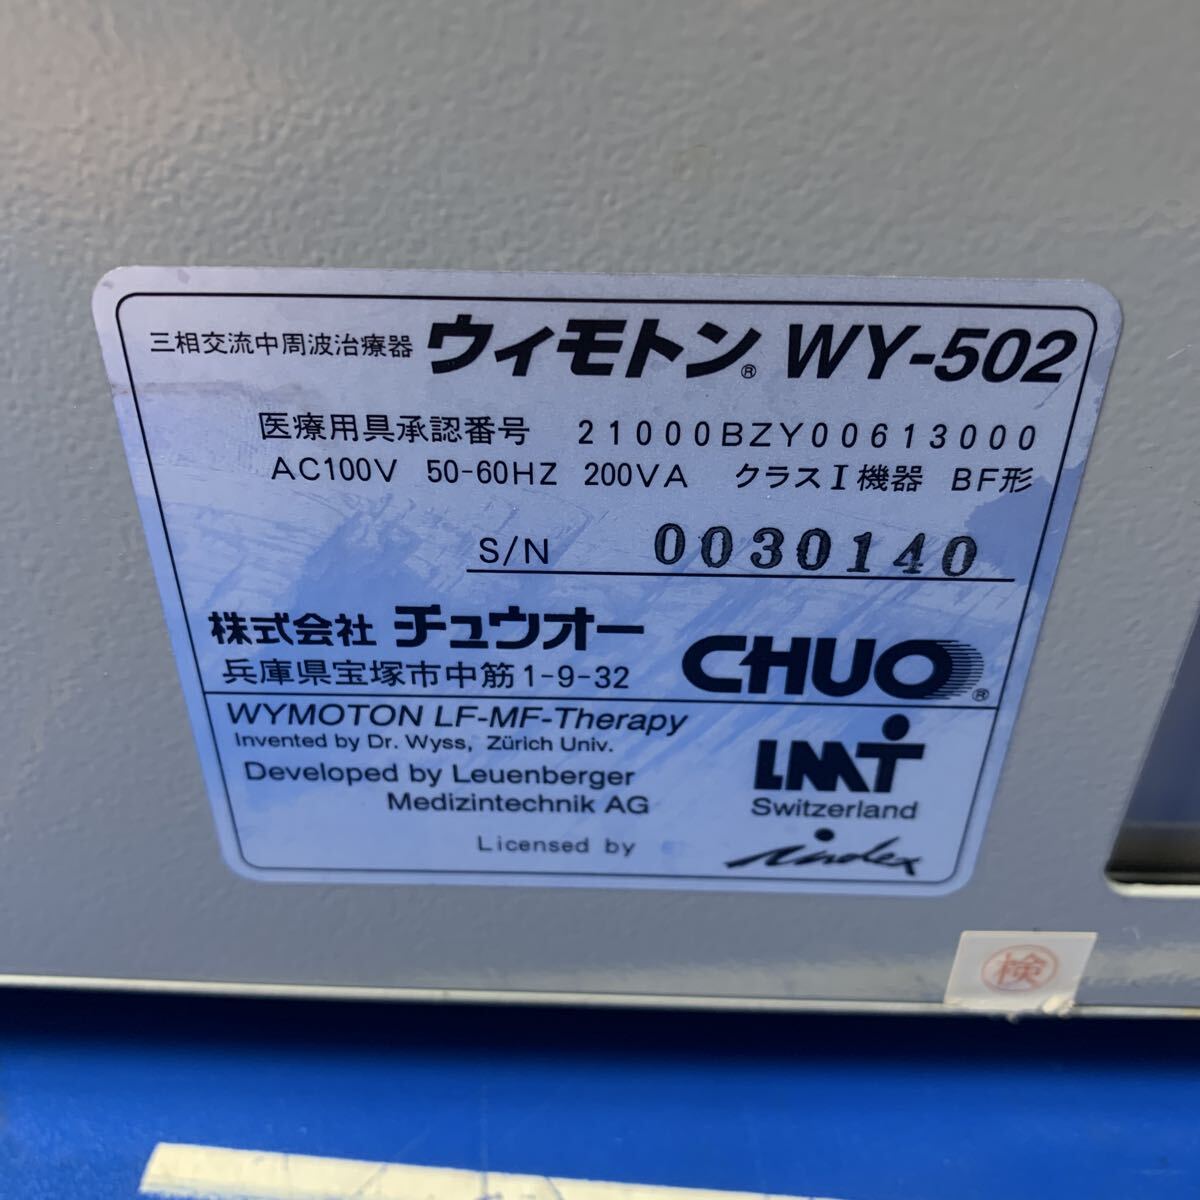 三相交流中周波治療器 ウィモトン® WY-502
医療用具承認番号 21000BZY00613000
AC100V 50-60HZ 200VA クラスI機器 BF形
S/N 0030140
株式会社 チュウオー
兵庫県宝塚市中筋1-9-32
CHUO®
WYMOTON LF-MF-Therapy
Invented by Dr. Wyss, Zürich Univ.
Developed by Leuenberger
Medizintechnik AG
LMT
Switzerland
Licensed by index
検